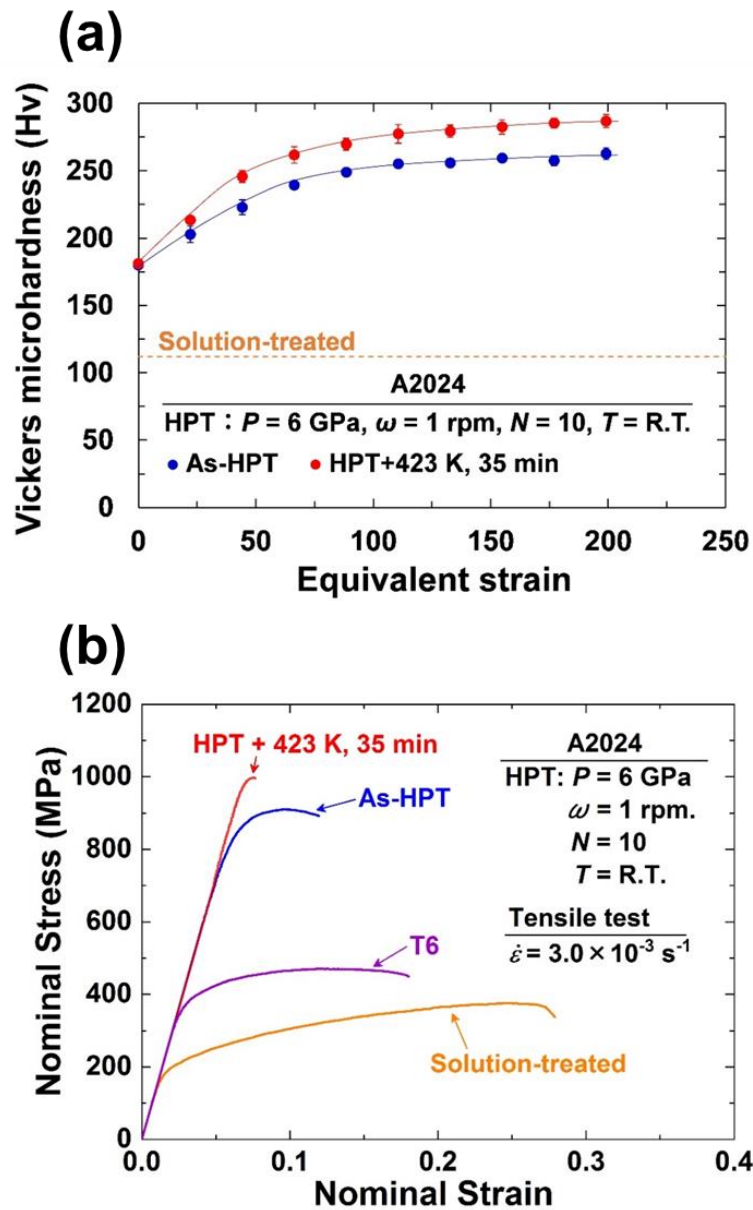 (a)
Vickers microhardness (Hv)
300
250
200
150
100
50
0
Solution-treated
A2024
HPT : P = 6 GPa, ω = 1 rpm, N = 10, T = R.T.
As-HPT HPT+423 K, 35 min
0 50 100 150 200 250
Equivalent strain
(b)
Nominal Stress (MPa)
1200
1000
800
600
400
200
0
HPT + 423 K, 35 min
As-HPT
T6
Solution-treated
A2024
HPT: P = 6 GPa
ω = 1 rpm.
N = 10
T = R.T.
Tensile test
ε̇ = 3.0 × 10⁻³ s⁻¹
0.0 0.1 0.2 0.3 0.4
Nominal Strain